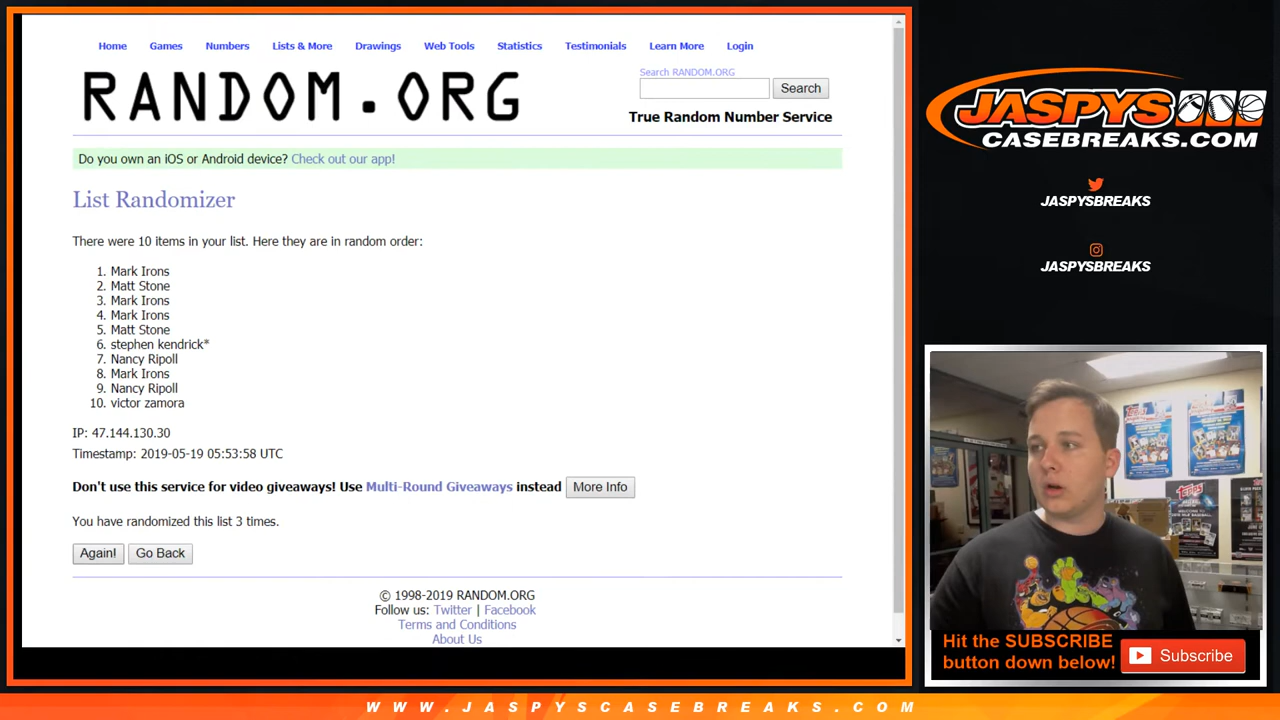 Home Games Numbers Lists & More Drawings Web Tools Statistics Testimonials Learn More Login
RANDOM.ORG
Search RANDOM.ORG
Search
True Random Number Service
Do you own an iOS or Android device? Check out our app!
List Randomizer
There were 10 items in your list. Here they are in random order:
1. Mark Irons
2. Matt Stone
3. Mark Irons
4. Mark Irons
5. Matt Stone
6. stephen kendrick*
7. Nancy Ripoll
8. Mark Irons
9. Nancy Ripoll
10. victor zamora
IP: 47.144.130.30
Timestamp: 2019-05-19 05:53:58 UTC
Don't use this service for video giveaways! Use Multi-Round Giveaways instead More Info
You have randomized this list 3 times.
Again! Go Back
© 1998-2019 RANDOM.ORG
Follow us: Twitter | Facebook
Terms and Conditions
About Us
JASPYS
CASEBREAKS.COM
JASPYSBREAKS
JASPYSBREAKS
Topps
Topps
TOPPS
Hit the SUBSCRIBE
button down below!
Subscribe
WWW.JASPYSCASEBREAKS.COM